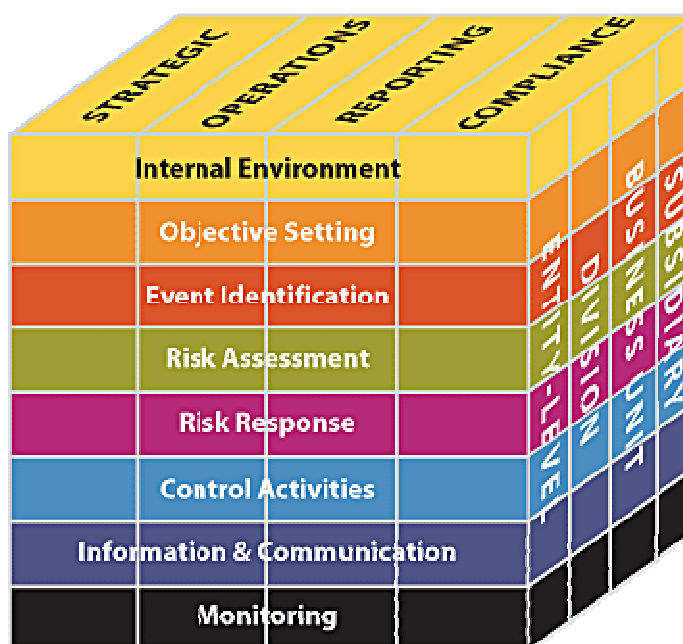 STRATEGIC
OPERATIONS
REPORTING
COMPLIANCE
Internal Environment
Objective Setting
Event Identification
Risk Assessment
Risk Response
Control Activities
Information & Communication
Monitoring
ENTITY-LEVEL
DIVISION
BUSINESS UNIT
SUBSIDIARY